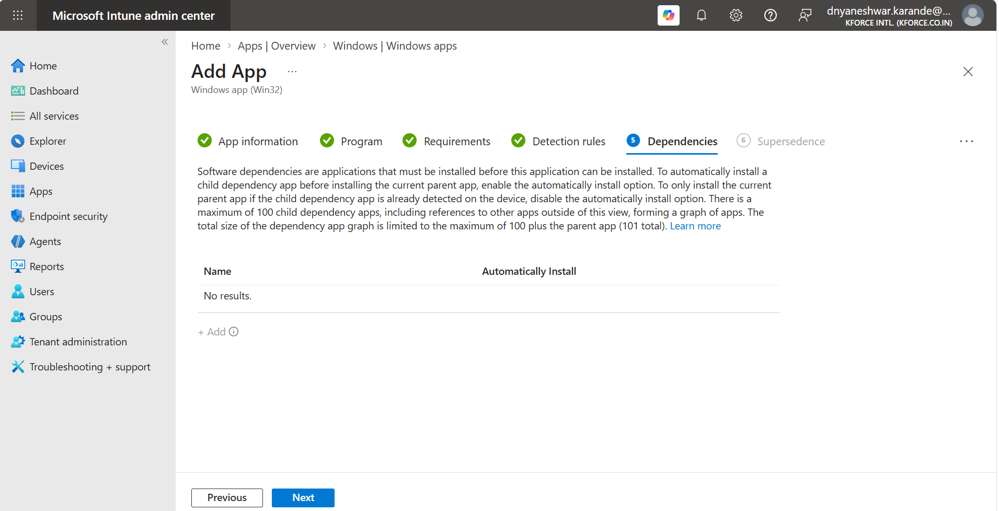 Microsoft Intune admin center
dnyaneshwar.karande@...
KFORCE INTL. (KFORCE.CO.IN)
Home
Dashboard
All services
Explorer
Devices
Apps
Endpoint security
Agents
Reports
Users
Groups
Tenant administration
Troubleshooting + support
Home > Apps | Overview > Windows | Windows apps
Add App ...
Windows app (Win32)
App information Program Requirements Detection rules 5 Dependencies 6 Supersedence ...
Software dependencies are applications that must be installed before this application can be installed. To automatically install a
child dependency app before installing the current parent app, enable the automatically install option. To only install the current
parent app if the child dependency app is already detected on the device, disable the automatically install option. There is a
maximum of 100 child dependency apps, including references to other apps outside of this view, forming a graph of apps. The
total size of the dependency app graph is limited to the maximum of 100 plus the parent app (101 total). Learn more
Name Automatically Install
No results.
+ Add
Previous Next